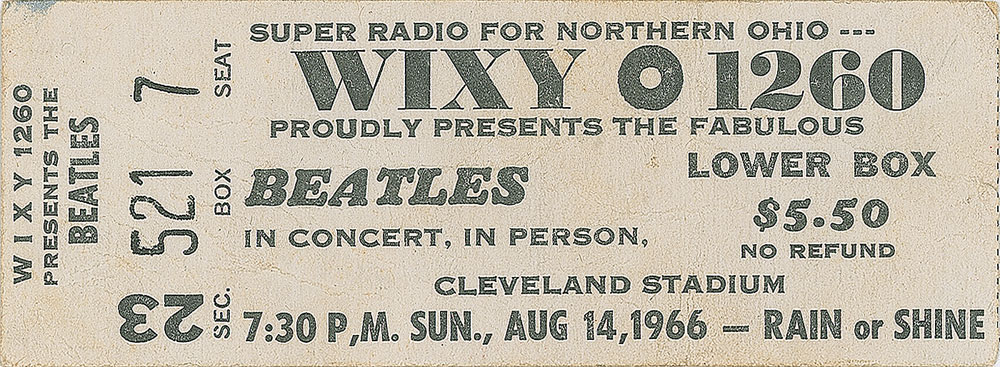 WIXY 1260
PRESENTS THE
BEATLES
SEC. 23
BOX 521
SEAT 7
SUPER RADIO FOR NORTHERN OHIO ---
WIXY O 1260
PROUDLY PRESENTS THE FABULOUS
BEATLES
LOWER BOX
$5.50
NO REFUND
IN CONCERT, IN PERSON,
CLEVELAND STADIUM
7:30 P,M. SUN., AUG 14,1966 — RAIN or SHINE